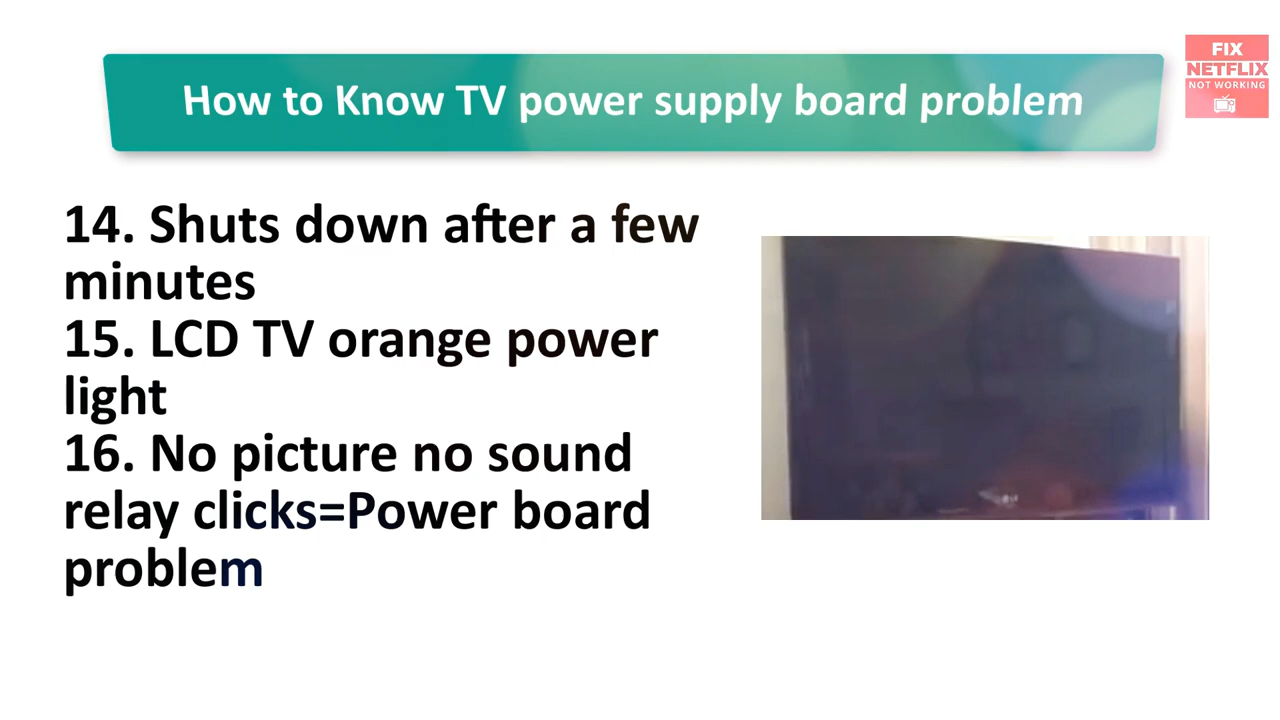 How to Know TV power supply board problem
FIX
NETFLIX
NOT WORKING
14. Shuts down after a few
minutes
15. LCD TV orange power
light
16. No picture no sound
relay clicks=Power board
problem